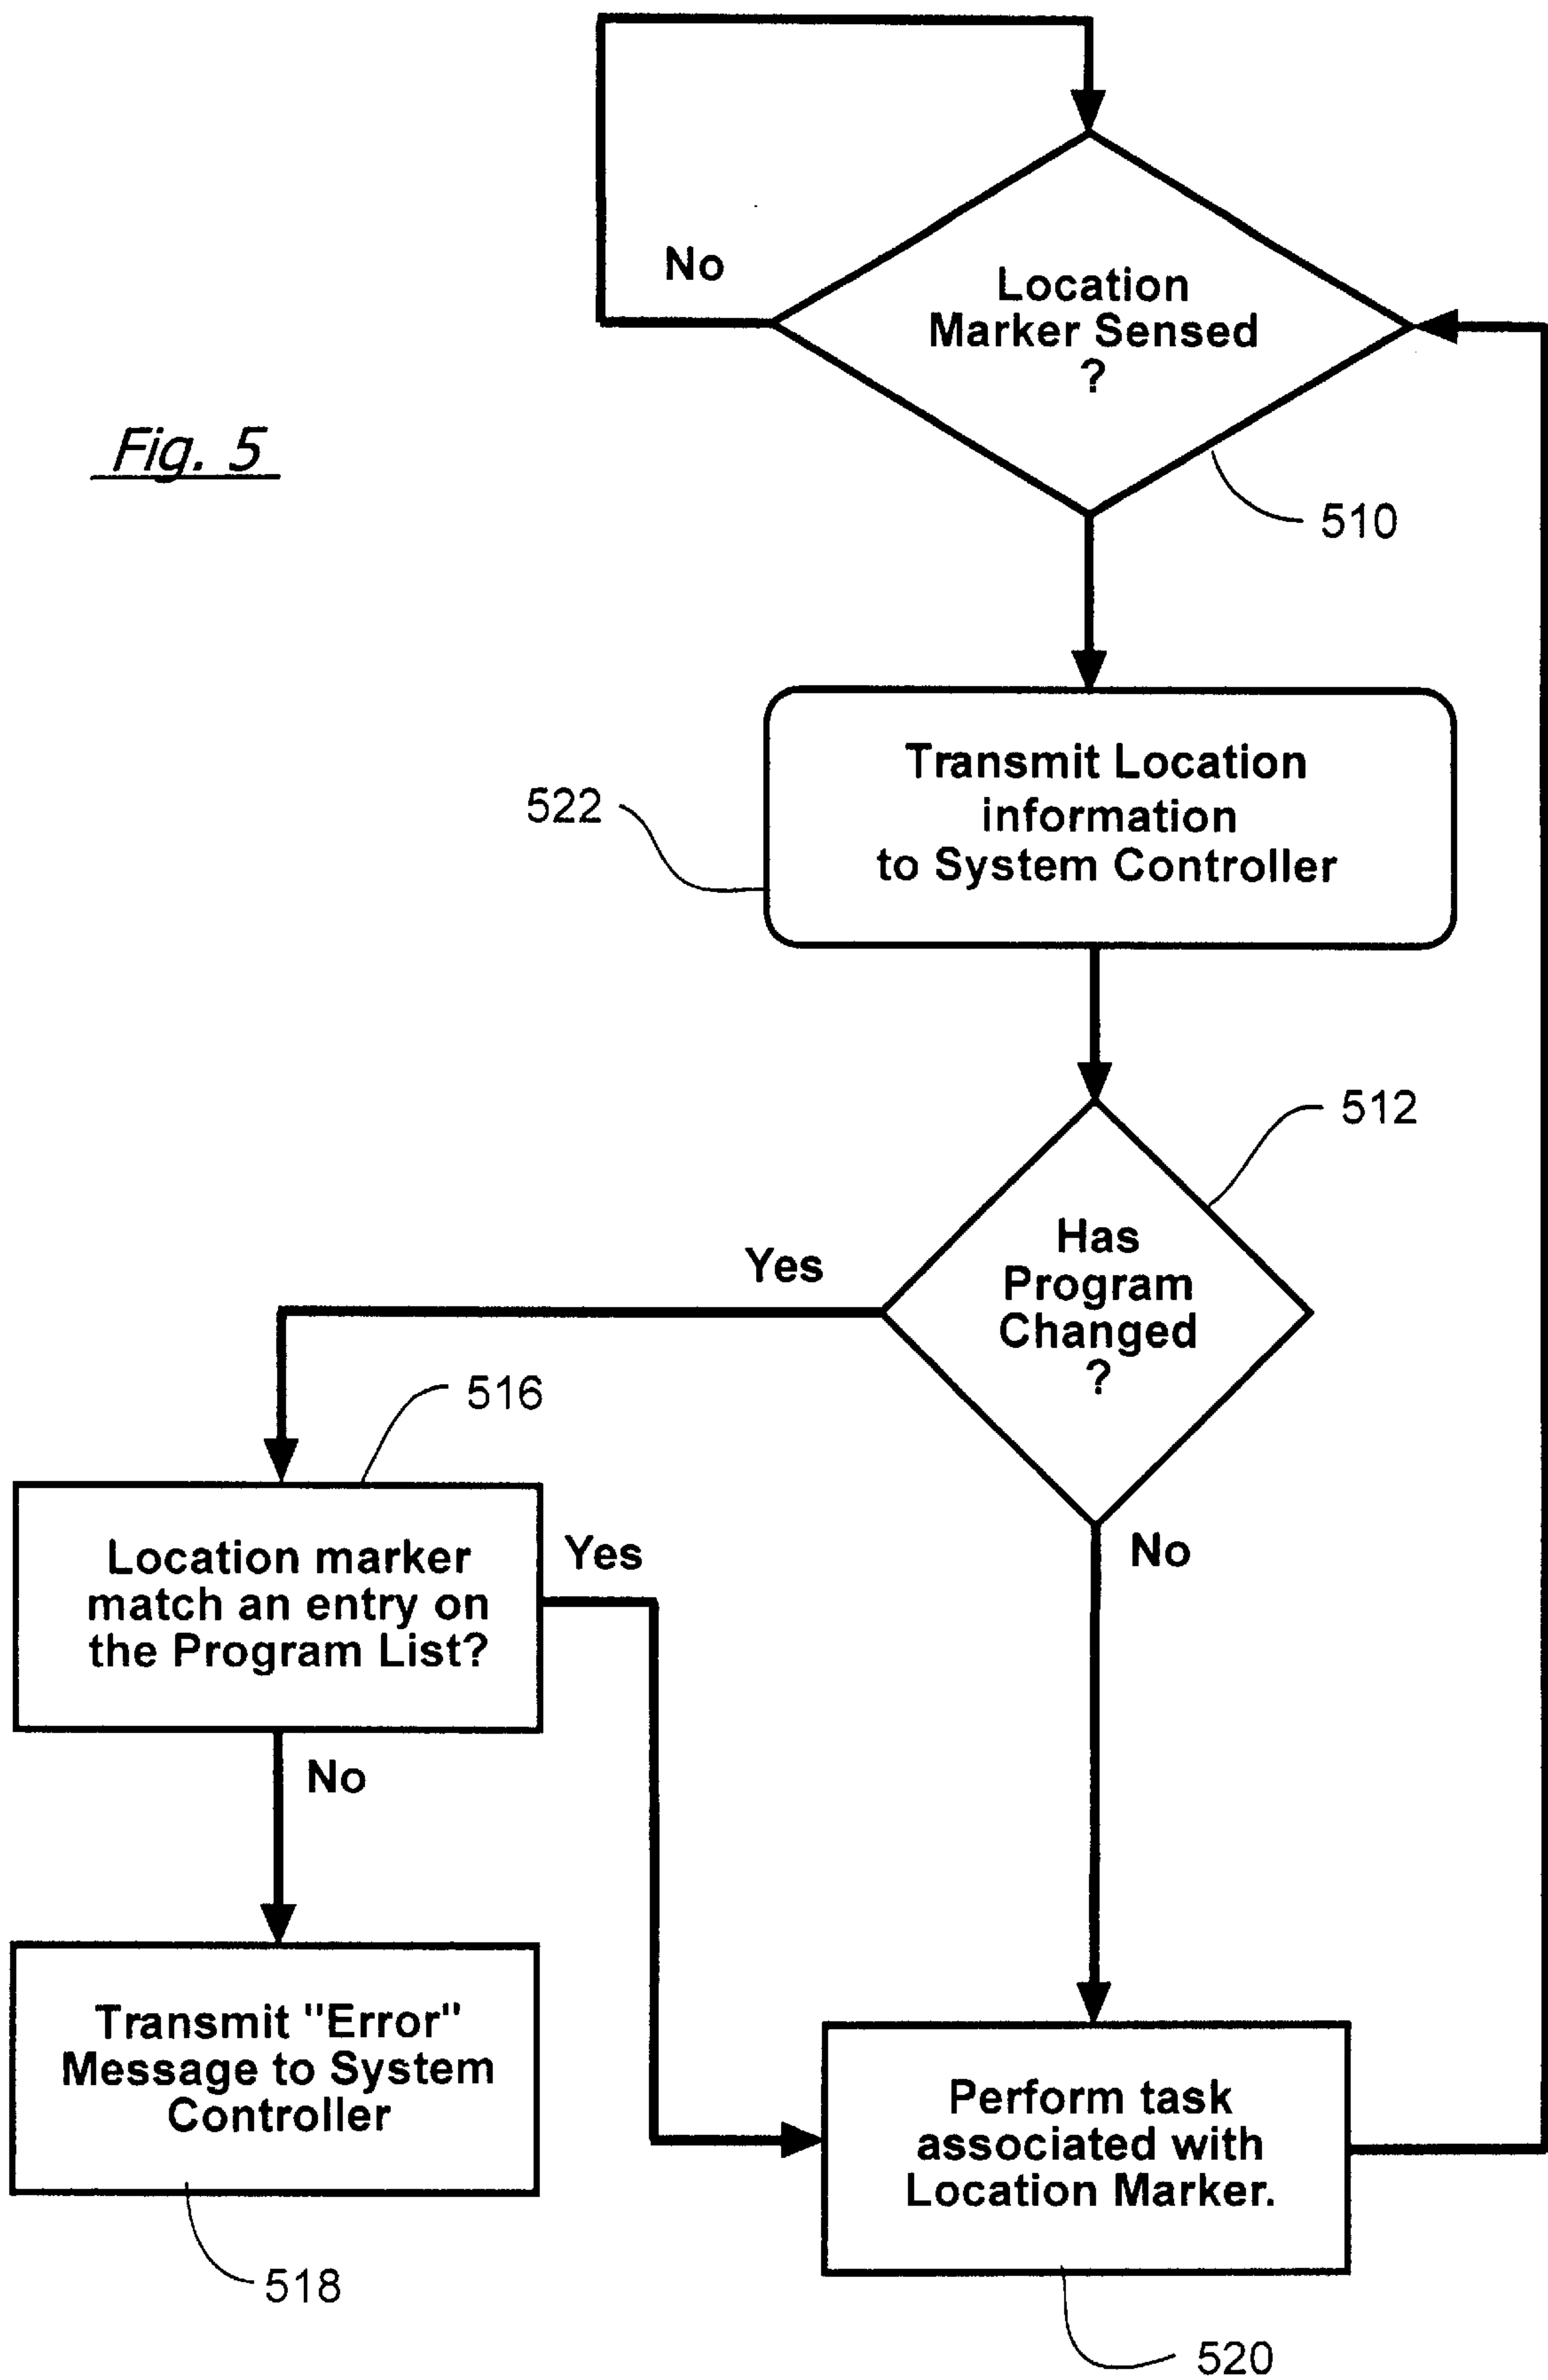 No
Location
Marker Sensed
?
Fig. 5
510
Transmit Location
information
to System Controller
522
512
Has
Program
Changed
?
Yes
No
516
Location marker
match an entry on
the Program List?
Yes
No
Transmit "Error"
Message to System
Controller
518
Perform task
associated with
Location Marker.
520